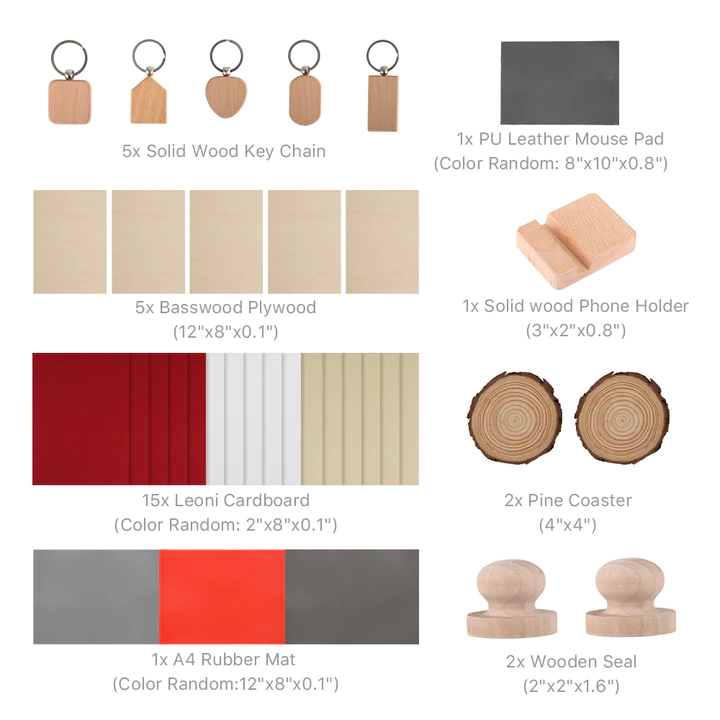 5x Solid Wood Key Chain
1x PU Leather Mouse Pad
(Color Random: 8"x10"x0.8")
5x Basswood Plywood
(12"x8"x0.1")
1x Solid wood Phone Holder
(3"x2"x0.8")
15x Leoni Cardboard
(Color Random: 2"x8"x0.1")
2x Pine Coaster
(4"x4")
1x A4 Rubber Mat
(Color Random:12"x8"x0.1")
2x Wooden Seal
(2"x2"x1.6")